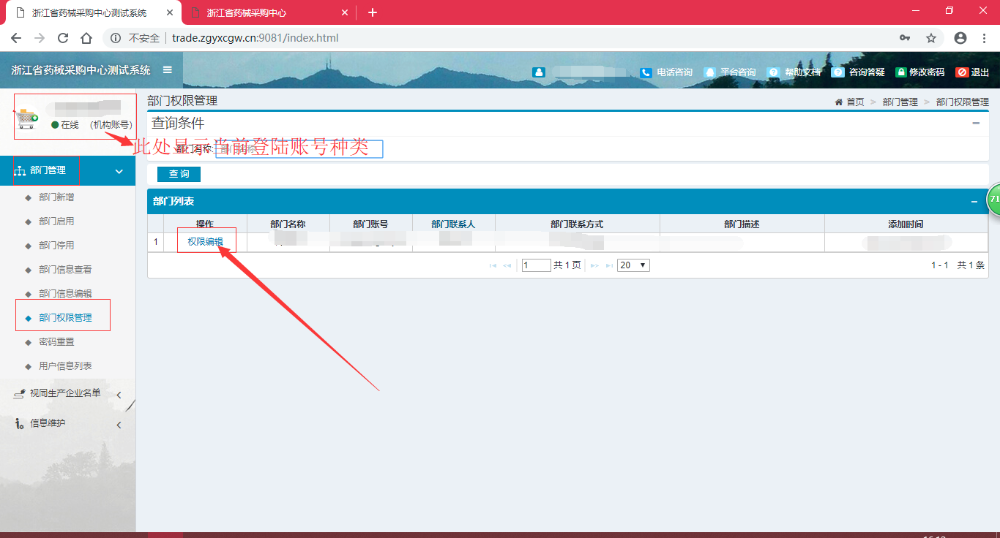 浙江省药械采购中心测试系统
浙江省药械采购中心
不安全
trade.zgyxcgw.cn:9081/index.html
浙江省药械采购中心测试系统
电话咨询
平台咨询
帮助文档
咨询答疑
修改密码
退出
在线 (机构账号)
部门权限管理
首页 > 部门管理 > 部门权限管理
查询条件
此处显示当前登陆账号种类
部门名称:
查 询
部门管理
部门新增
部门启用
部门停用
部门信息查看
部门信息编辑
部门权限管理
密码重置
用户信息列表
视同生产企业名单
信息维护
部门列表
操作 部门名称 部门账号 部门联系人 部门联系方式 部门描述 添加时间
1 权限编辑
1 共 1 页 20
1 - 1 共 1 条
71